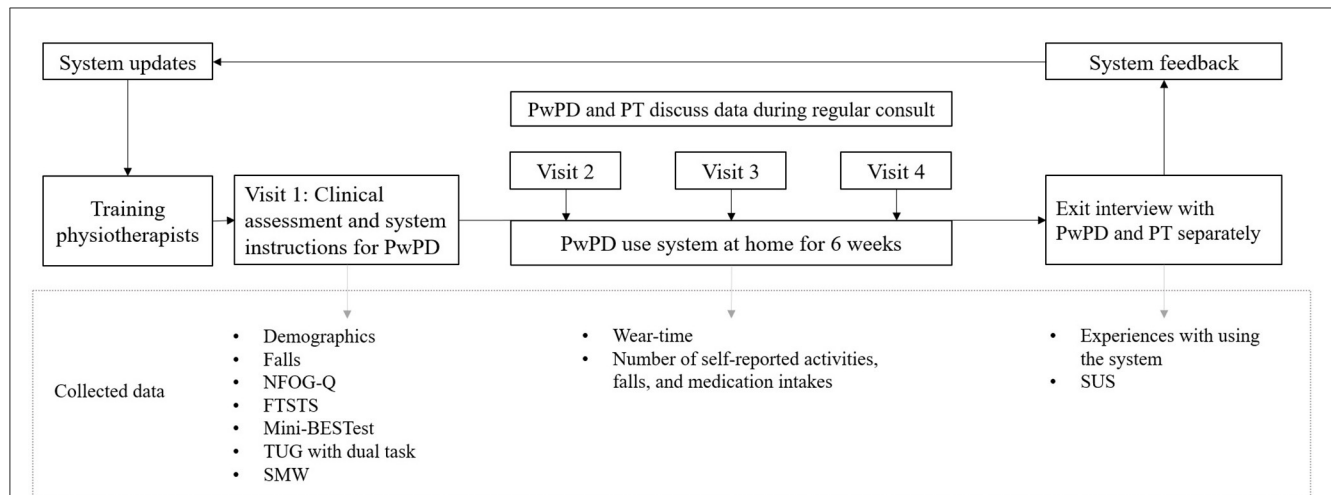 System updates
System feedback
PwPD and PT discuss data during regular consult
Visit 2
Visit 3
Visit 4
Training
physiotherapists
Visit 1: Clinical
assessment and system
instructions for PwPD
PwPD use system at home for 6 weeks
Exit interview with
PwPD and PT separately
Collected data
• Demographics
• Falls
• NFOG-Q
• FTSTS
• Mini-BESTest
• TUG with dual task
• SMW
• Wear-time
• Number of self-reported activities,
falls, and medication intakes
• Experiences with using
the system
• SUS